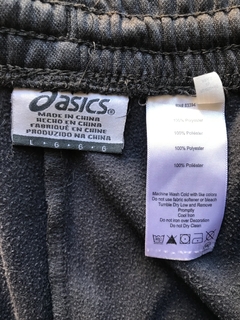 asics
MADE IN CHINA
HECHO EN CHINA
FABRIQUÉ EN CHINE
PRODUZIDO NA CHINA
L • G • G • G
100% Polyester
100% Polyester
100% Poliéster
Machine Wash Cold with like colors
Do not use fabric softener or bleach
Tumble Dry Low and Remove
Promptly
Cool Iron
Do not iron over Decoration
Do Not Dry Clean